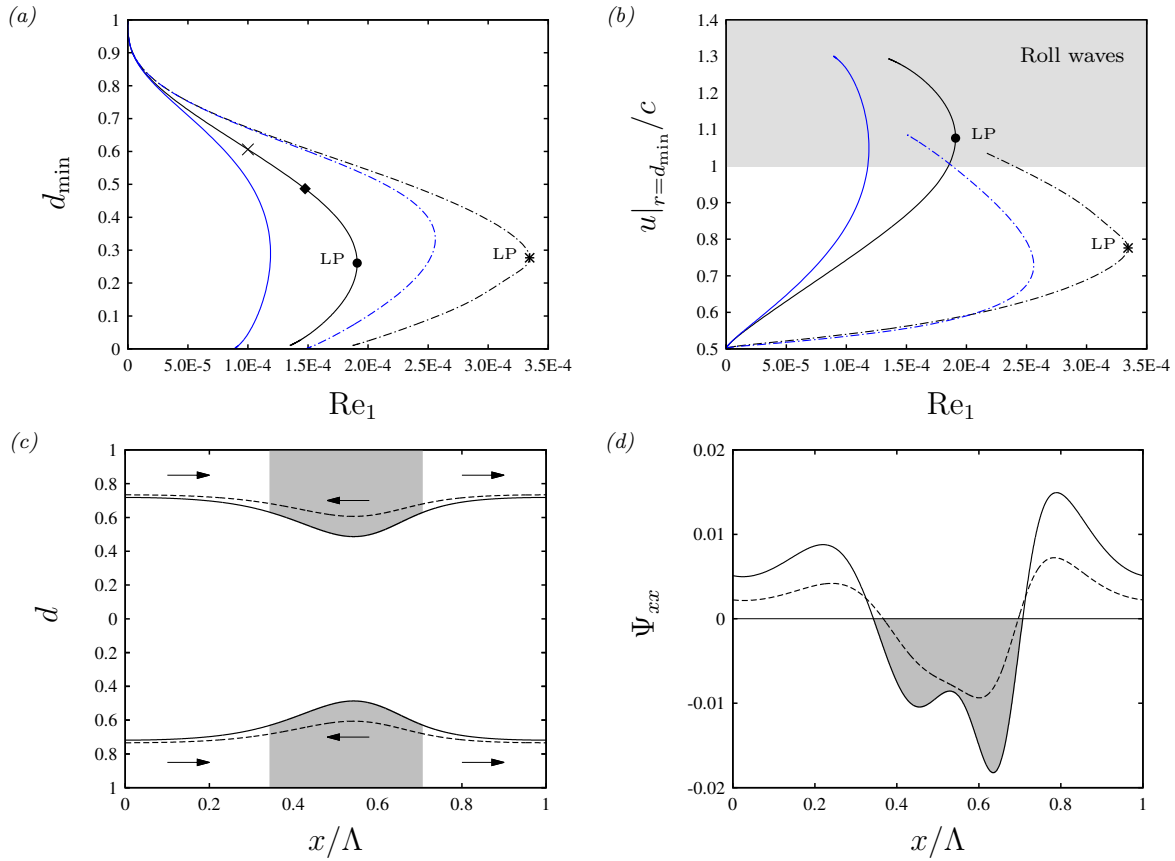 (a)
d_min
1
0.9
0.8
0.7
0.6
0.5
0.4
0.3
0.2
0.1
0
LP
LP
0 5.0E-5 1.0E-4 1.5E-4 2.0E-4 2.5E-4 3.0E-4 3.5E-4
Re₁
(b)
u|_{r=d_min}/c
1.4
1.3
1.2
1.1
1
0.9
0.8
0.7
0.6
0.5
Roll waves
LP
LP
0 5.0E-5 1.0E-4 1.5E-4 2.0E-4 2.5E-4 3.0E-4 3.5E-4
Re₁
(c)
d
1
0.8
0.6
0.4
0.2
0
0.2
0.4
0.6
0.8
1
0 0.2 0.4 0.6 0.8 1
x/Λ
(d)
Ψ_xx
0.02
0.01
0
-0.01
-0.02
0 0.2 0.4 0.6 0.8 1
x/Λ